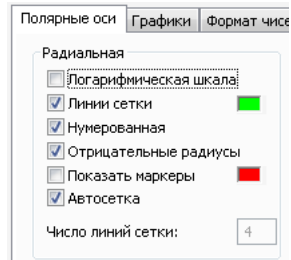 Полярные оси Графики Формат чисе
Радиальная
Логарифмическая шкала
Линии сетки
Нумерованная
Отрицательные радиусы
Показать маркеры
Автосетка
Число линий сетки: 4